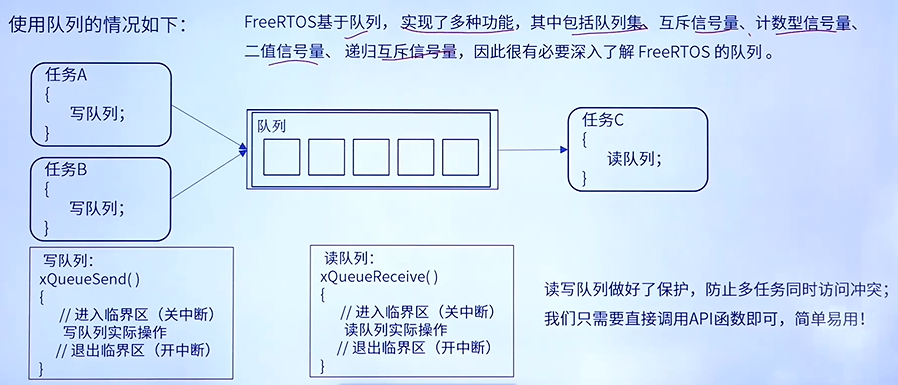 使用队列的情况如下：
FreeRTOS基于队列，实现了多种功能，其中包括队列集、互斥信号量、计数型信号量、
二值信号量、 递归互斥信号量，因此很有必要深入了解 FreeRTOS 的队列 。
任务A
{
写队列；
}
任务B
{
写队列；
}
队列
任务C
{
读队列；
}
写队列：
xQueueSend( )
{
// 进入临界区（关中断）
写队列实际操作
// 退出临界区（开中断）
}
读队列：
xQueueReceive( )
{
// 进入临界区（关中断）
读队列实际操作
// 退出临界区（开中断）
}
读写队列做好了保护，防止多任务同时访问冲突；
我们只需要直接调用API函数即可，简单易用！